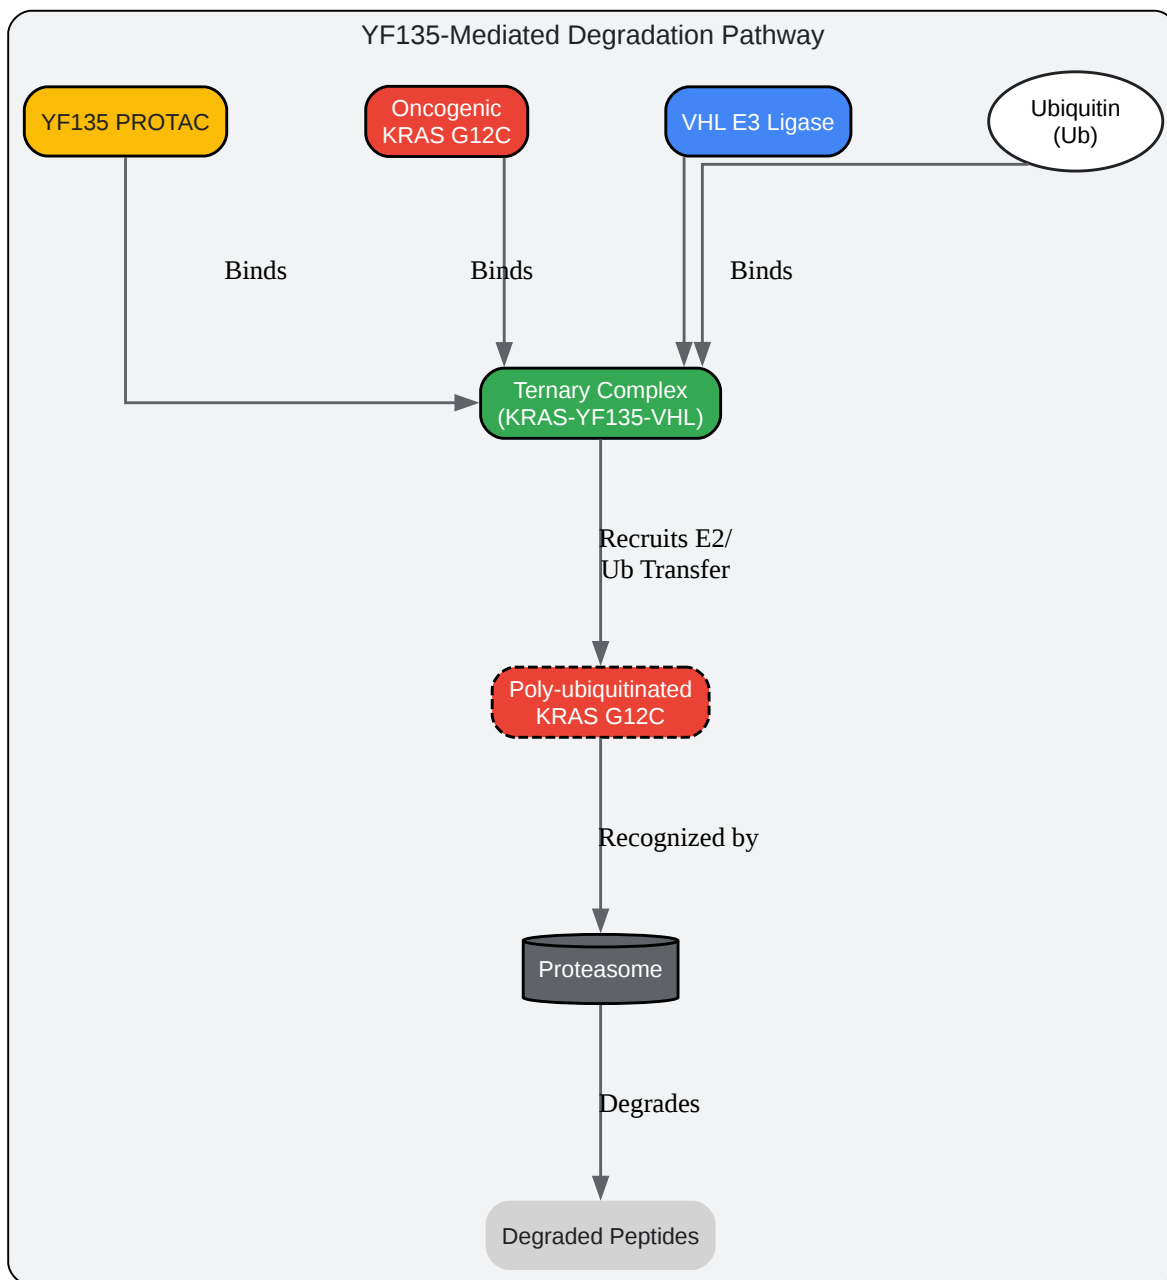 YF135-Mediated Degradation Pathway
YF135 PROTAC
Oncogenic
KRAS G12C
VHL E3 Ligase
Ubiquitin
(Ub)
Binds
Binds
Binds
Ternary Complex
(KRAS-YF135-VHL)
Recruits E2/
Ub Transfer
Poly-ubiquitinated
KRAS G12C
Recognized by
Proteasome
Degrades
Degraded Peptides